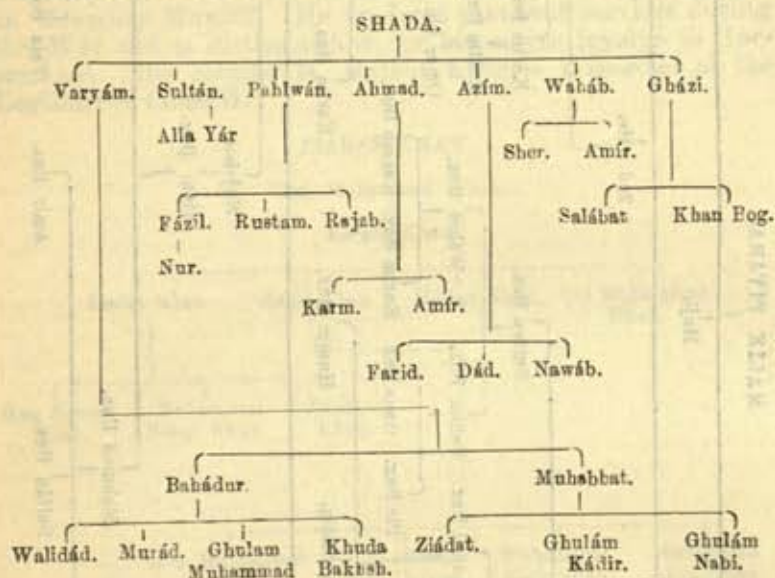 SHADA.
Varyám. Sultán. Pahlwán. Ahmad. Azím. Waháb. Gházi.
Alla Yár
Sher. Amír.
Fázil. Rustam. Rajab.
Salábat Khan Beg.
Nur.
Karm. Amír.
Farid. Dád. Nawáb.
Bahádur. Muhabbat.
Walidád. Murád. Ghulam Khuda Ziádat. Ghulám Ghulám
Muhammad Bakhsh. Kádir. Nabi.